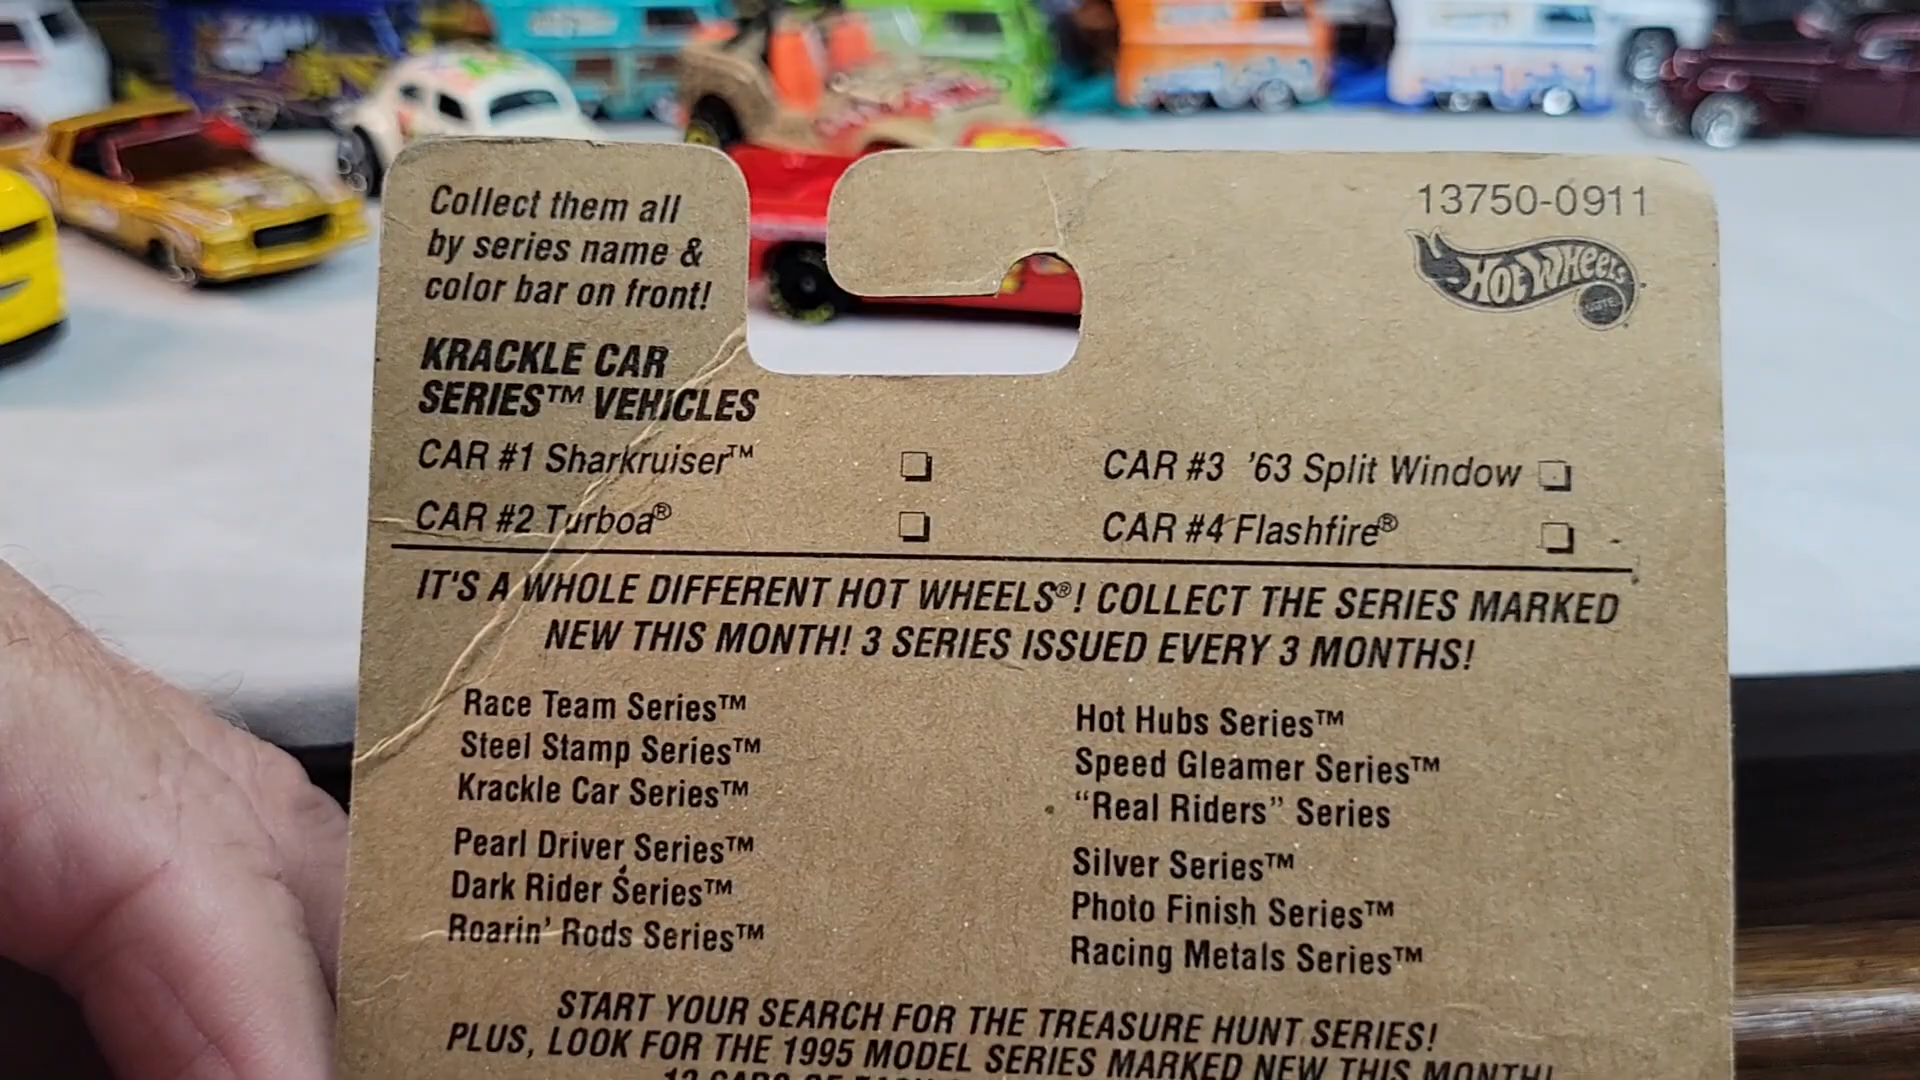 Collect them all
by series name &
color bar on front!
13750-0911
HOT WHEELS
KRACKLE CAR
SERIES™ VEHICLES
CAR #1 Sharkruiser™
CAR #2 Turboa®
CAR #3 '63 Split Window
CAR #4 Flashfire®
IT'S A WHOLE DIFFERENT HOT WHEELS®! COLLECT THE SERIES MARKED
NEW THIS MONTH! 3 SERIES ISSUED EVERY 3 MONTHS!
Race Team Series™
Steel Stamp Series™
Krackle Car Series™
Pearl Driver Series™
Dark Rider Series™
Roarin' Rods Series™
Hot Hubs Series™
Speed Gleamer Series™
“Real Riders” Series
Silver Series™
Photo Finish Series™
Racing Metals Series™
START YOUR SEARCH FOR THE TREASURE HUNT SERIES!
PLUS, LOOK FOR THE 1995 MODEL SERIES MARKED NEW THIS MONTH!
12 CARS OF